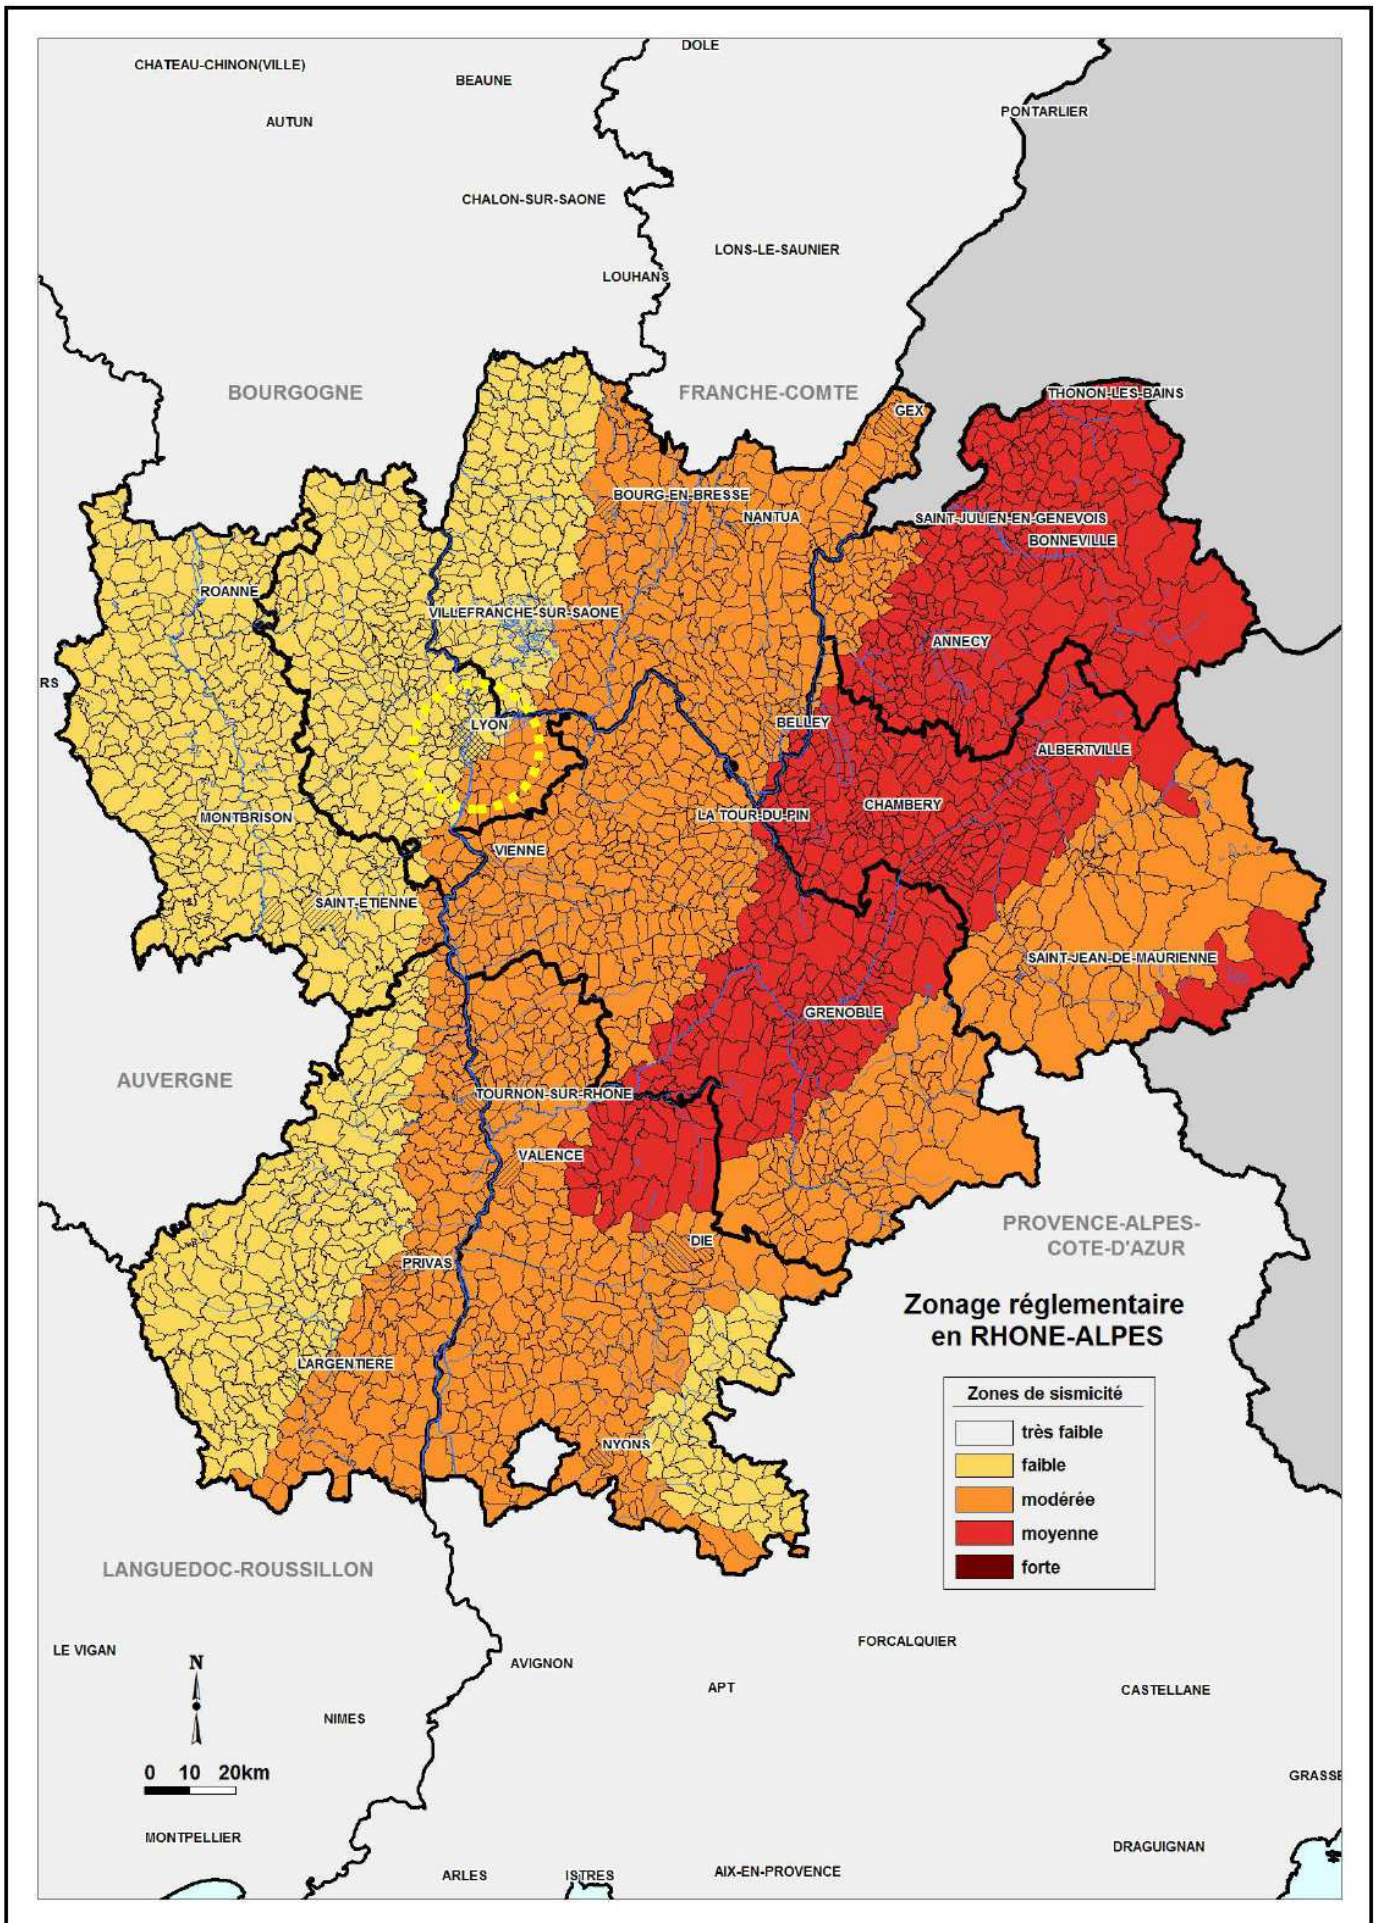 DOLE
CHATEAU-CHINON(VILLE)
BEAUNE
PONTARLIER
AUTUN
CHALON-SUR-SAONE
LONS-LE-SAUNIER
LOUHANS
BOURGOGNE
FRANCHE-COMTE
THONON-LES-BAINS
GEX
BOURG-EN-BRESSE
NANTUA
SAINT-JULIEN-EN-GENEVOIS
BONNEVILLE
ROANNE
VILLEFRANCHE-SUR-SAONE
ANNECY
RS
LYON
BELLEY
ALBERTVILLE
CHAMBERY
MONTBRISON
LA TOUR-DU-PIN
VIENNE
SAINT-ETIENNE
SAINT-JEAN-DE-MAURIENNE
GRENOBLE
AUVERGNE
TOURNON-SUR-RHONE
VALENCE
PROVENCE-ALPES-
COTE-D'AZUR
DIE
PRIVAS
Zonage réglementaire
en RHONE-ALPES
LARGENTIERE
Zones de sismicité
très faible
faible
modérée
moyenne
forte
NYONS
LANGUEDOC-ROUSSILLON
LE VIGAN
FORCALQUIER
AVIGNON
APT
CASTELLANE
N
NIMES
0 10 20km
GRASSE
MONTPELLIER
DRAGUIGNAN
ARLES
ISTRES
AIX-EN-PROVENCE